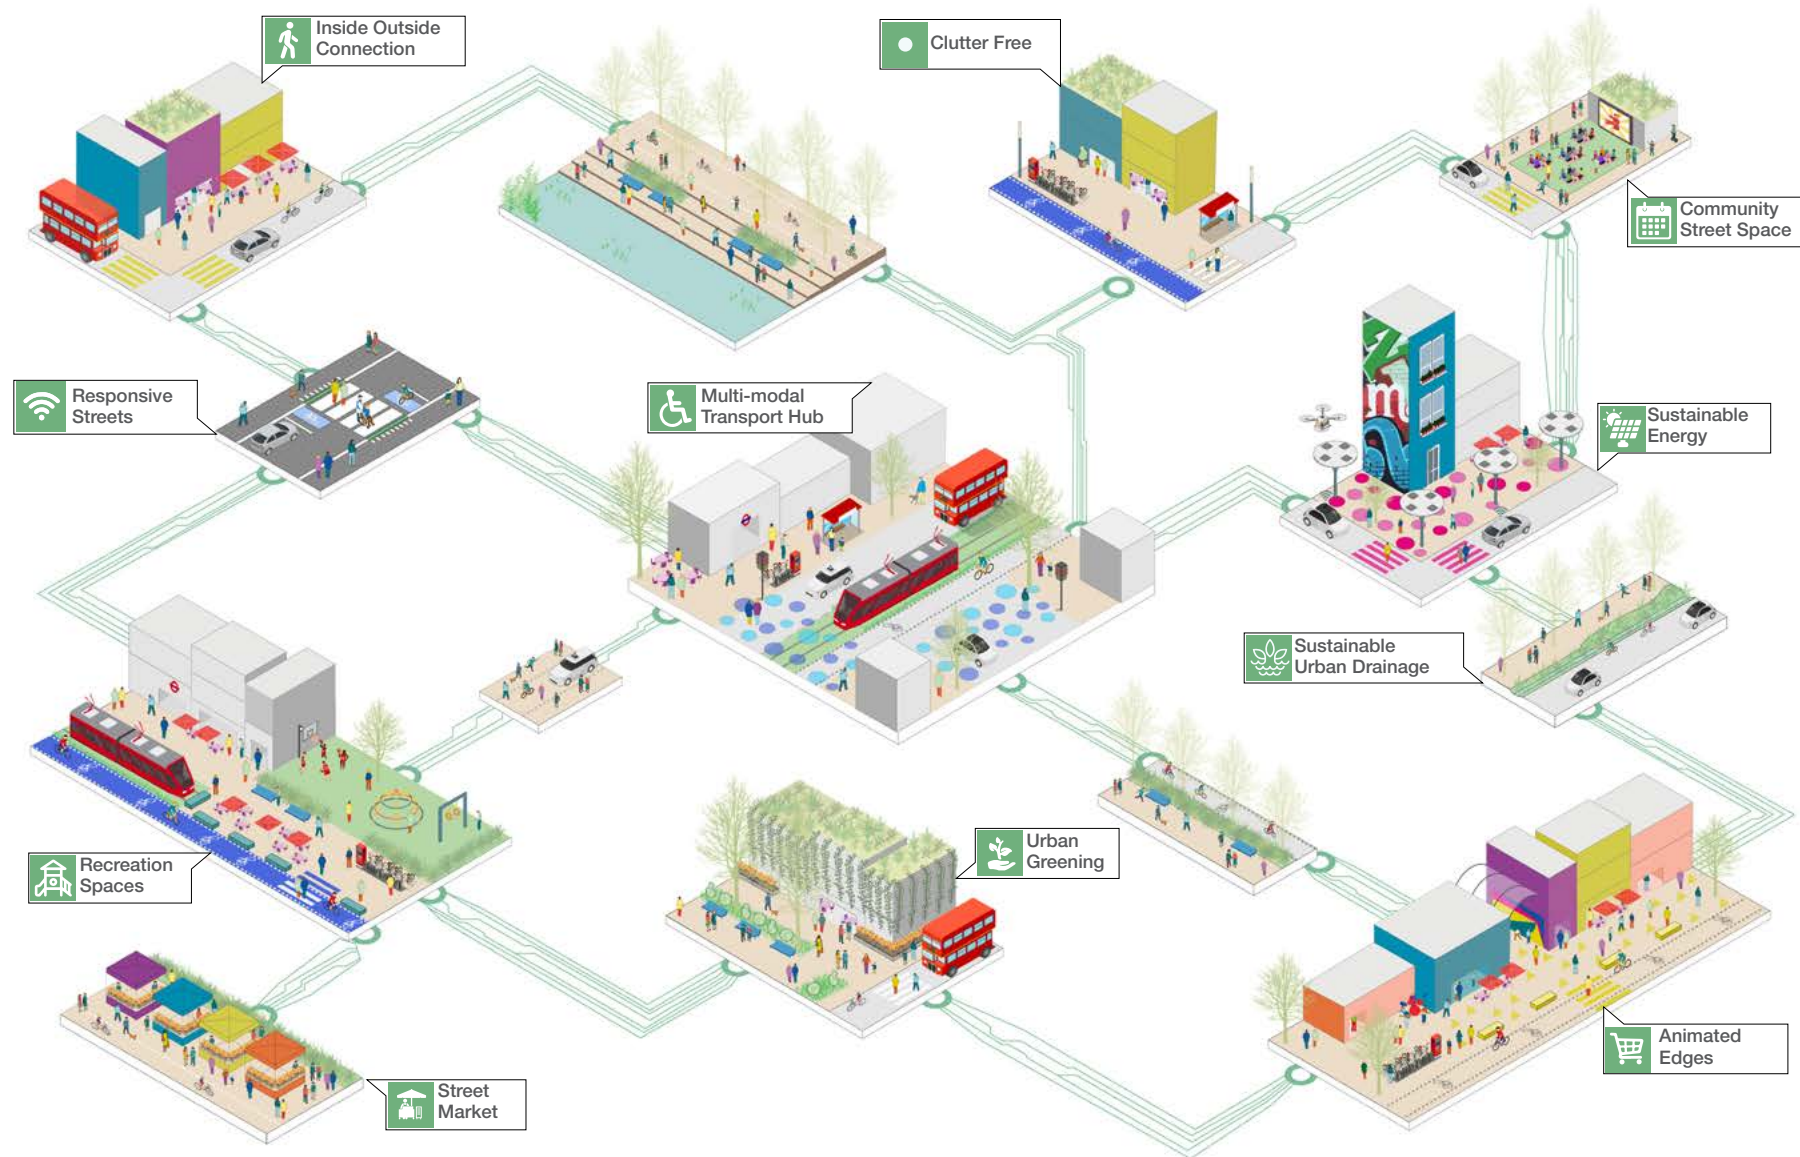 Inside Outside
Connection
Clutter Free
Community
Street Space
Responsive
Streets
Multi-modal
Transport Hub
Sustainable
Energy
Sustainable
Urban Drainage
Recreation
Spaces
Urban
Greening
Animated
Edges
Street
Market